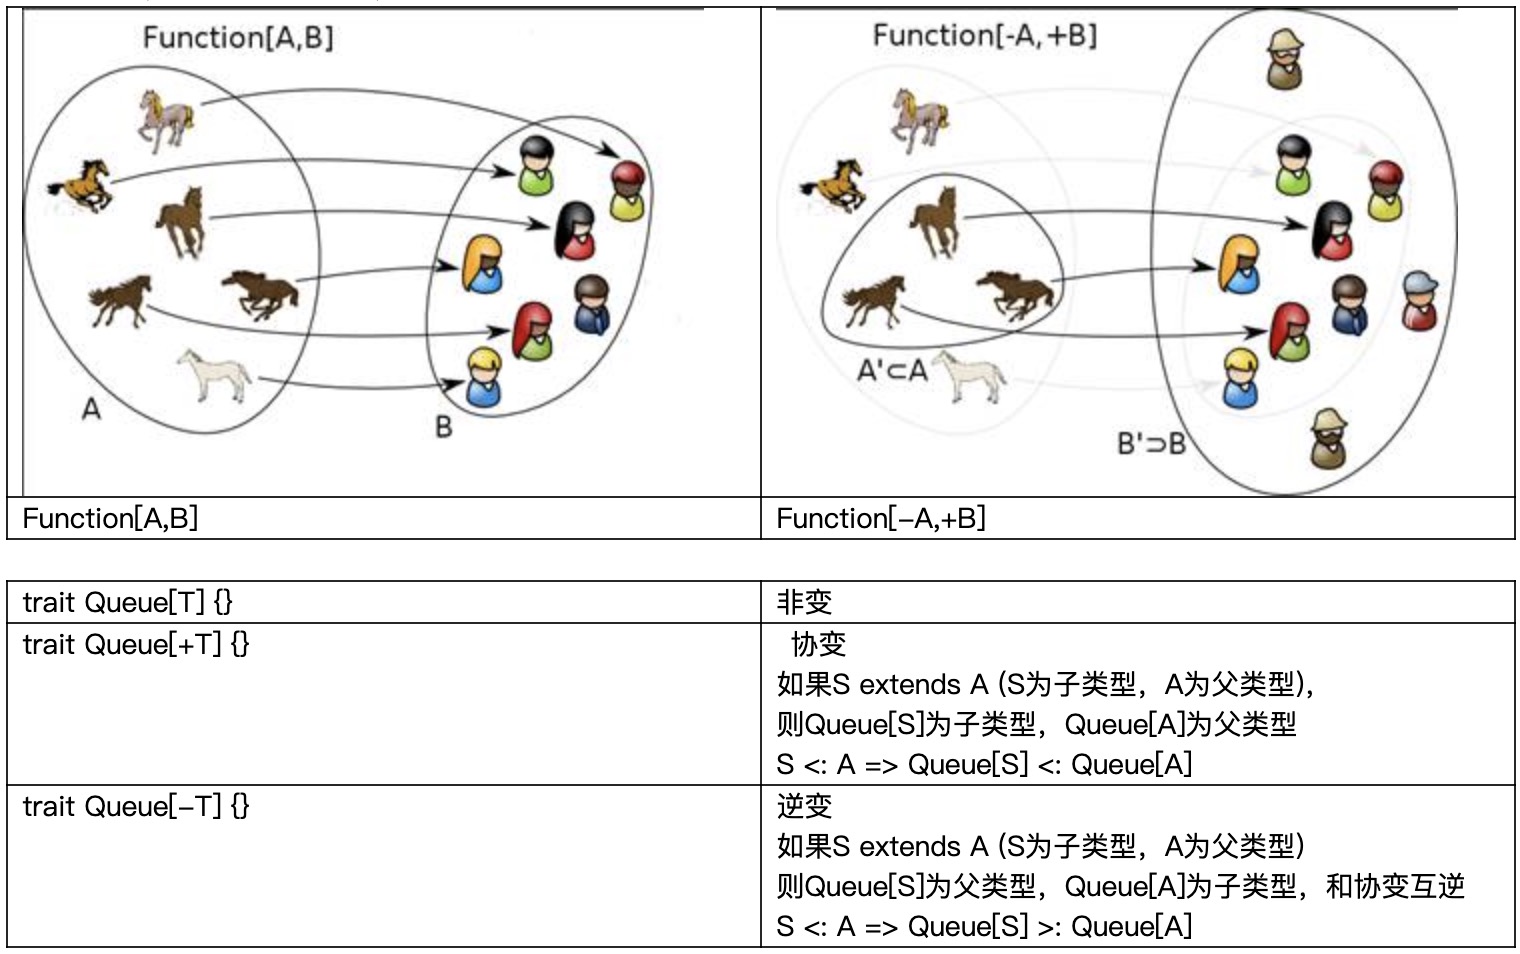 Function[A,B]
A
B
Function[-A,+B]
A'⊂A
B'⊃B
Function[A,B]
Function[–A,+B]
trait Queue[T] {}
非变
trait Queue[+T] {}
协变
如果S extends A (S为子类型，A为父类型)，
则Queue[S]为子类型，Queue[A]为父类型
S <: A => Queue[S] <: Queue[A]
trait Queue[–T] {}
逆变
如果S extends A (S为子类型，A为父类型)
则Queue[S]为父类型，Queue[A]为子类型，和协变互逆
S <: A => Queue[S] >: Queue[A]